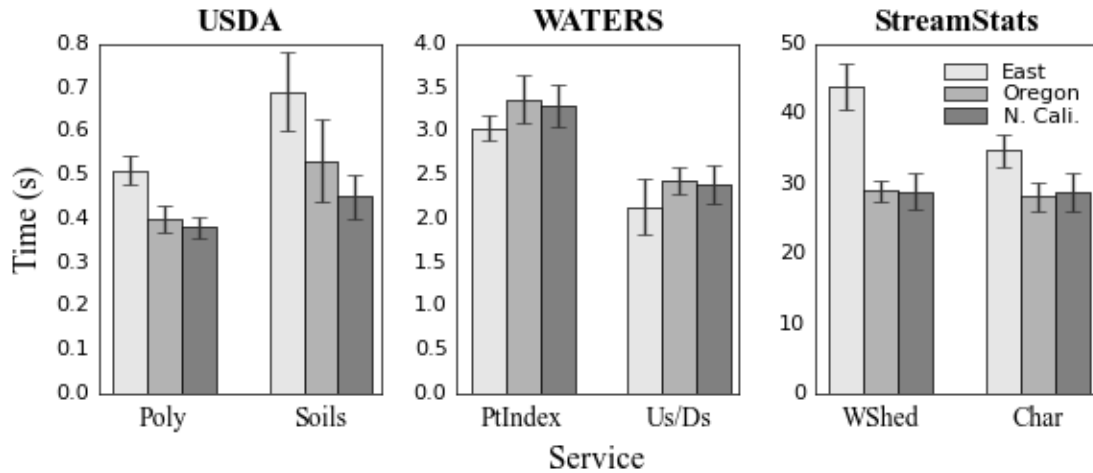 USDA
WATERS
StreamStats
Time (s)
0.8
0.7
0.6
0.5
0.4
0.3
0.2
0.1
0.0
Poly
Soils
4.0
3.5
3.0
2.5
2.0
1.5
1.0
0.5
0.0
PtIndex
Us/Ds
50
40
30
20
10
0
East
Oregon
N. Cali.
WShed
Char
Service